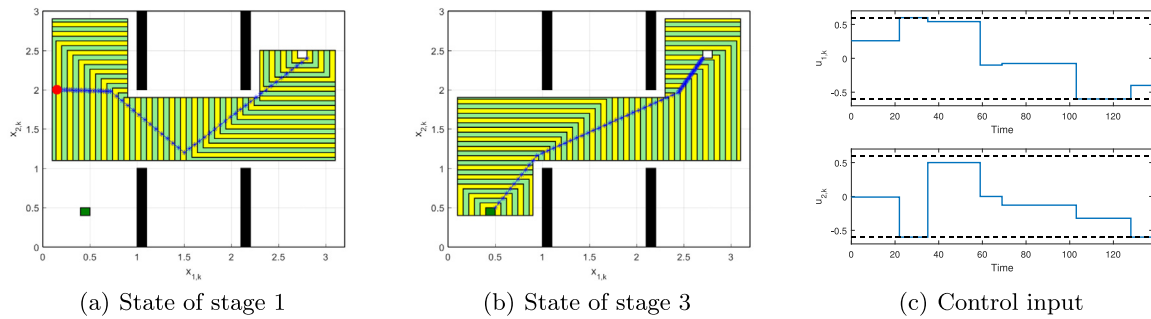 3
2.5
2
1.5
1
0.5
0
x2,k
0 0.5 1 1.5 2 2.5 3
x1,k
(a) State of stage 1
3
2.5
2
1.5
1
0.5
0
x2,k
0 0.5 1 1.5 2 2.5 3
x1,k
(b) State of stage 3
0.5
0
-0.5
u1,k
0 20 40 60 80 100 120
Time
0.5
0
-0.5
u2,k
0 20 40 60 80 100 120
Time
(c) Control input